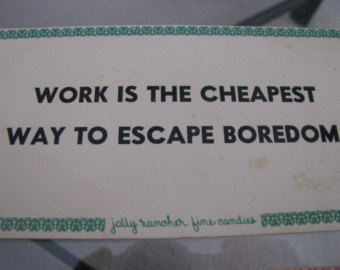 WORK IS THE CHEAPEST
WAY TO ESCAPE BOREDOM
jolly rancher fine candies